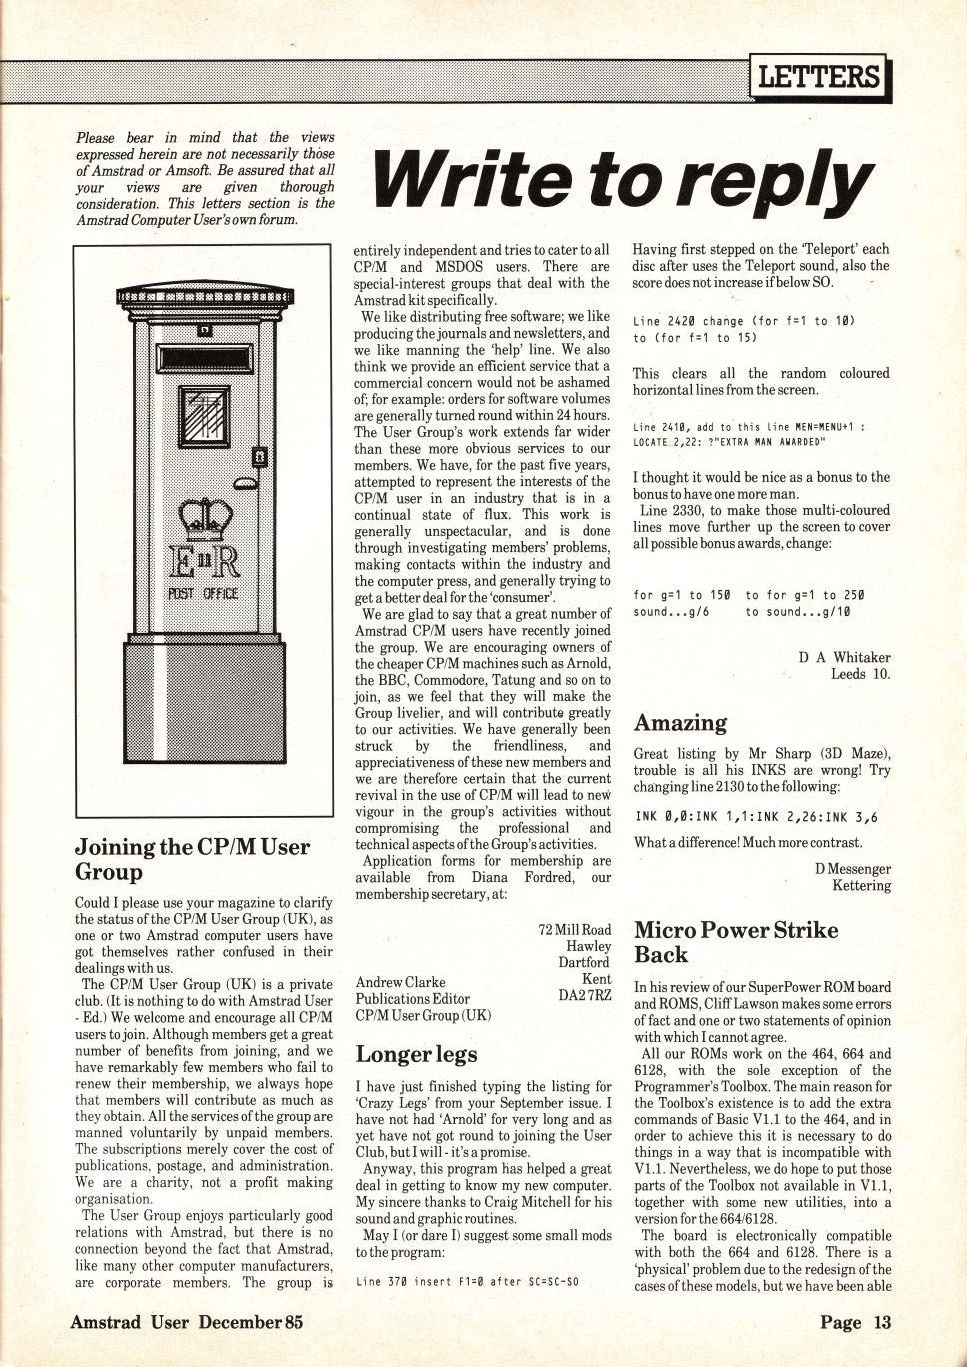 LETTERS
Please bear in mind that the views
expressed herein are not necessarily those
of Amstrad or Amsoft. Be assured that all
your views are given thorough
consideration. This letters section is the
Amstrad Computer User's own forum.
Write to reply
E II R
POST OFFICE
Joining the CP/M User
Group
Could I please use your magazine to clarify
the status of the CP/M User Group (UK), as
one or two Amstrad computer users have
got themselves rather confused in their
dealings with us.
The CP/M User Group (UK) is a private
club. (It is nothing to do with Amstrad User
- Ed.) We welcome and encourage all CP/M
users to join. Although members get a great
number of benefits from joining, and we
have remarkably few members who fail to
renew their membership, we always hope
that members will contribute as much as
they obtain. All the services of the group are
manned voluntarily by unpaid members.
The subscriptions merely cover the cost of
publications, postage, and administration.
We are a charity, not a profit making
organisation.
The User Group enjoys particularly good
relations with Amstrad, but there is no
connection beyond the fact that Amstrad,
like many other computer manufacturers,
are corporate members. The group is
entirely independent and tries to cater to all
CP/M and MSDOS users. There are
special-interest groups that deal with the
Amstrad kit specifically.
We like distributing free software; we like
producing the journals and newsletters, and
we like manning the 'help' line. We also
think we provide an efficient service that a
commercial concern would not be ashamed
of; for example: orders for software volumes
are generally turned round within 24 hours.
The User Group's work extends far wider
than these more obvious services to our
members. We have, for the past five years,
attempted to represent the interests of the
CP/M user in an industry that is in a
continual state of flux. This work is
generally unspectacular, and is done
through investigating members' problems,
making contacts within the industry and
the computer press, and generally trying to
get a better deal for the 'consumer'.
We are glad to say that a great number of
Amstrad CP/M users have recently joined
the group. We are encouraging owners of
the cheaper CP/M machines such as Arnold,
the BBC, Commodore, Tatung and so on to
join, as we feel that they will make the
Group livelier, and will contribute greatly
to our activities. We have generally been
struck by the friendliness, and
appreciativeness of these new members and
we are therefore certain that the current
revival in the use of CP/M will lead to new
vigour in the group's activities without
compromising the professional and
technical aspects of the Group's activities.
Application forms for membership are
available from Diana Fordred, our
membership secretary, at:
72 Mill Road
Hawley
Dartford
Kent
DA2 7RZ
Andrew Clarke
Publications Editor
CP/M User Group (UK)
Longer legs
I have just finished typing the listing for
'Crazy Legs' from your September issue. I
have not had 'Arnold' for very long and as
yet have not got round to joining the User
Club, but I will - it's a promise.
Anyway, this program has helped a great
deal in getting to know my new computer.
My sincere thanks to Craig Mitchell for his
sound and graphic routines.
May I (or dare I) suggest some small mods
to the program:
Line 370 insert F1=0 after SC=SC-SO
Having first stepped on the 'Teleport' each
disc after uses the Teleport sound, also the
score does not increase if below SO.
Line 2420 change (for f=1 to 10)
to (for f=1 to 15)
This clears all the random coloured
horizontal lines from the screen.
Line 2410, add to this line MEN=MENU+1 :
LOCATE 2,22: ?"EXTRA MAN AWARDED"
I thought it would be nice as a bonus to the
bonus to have one more man.
Line 2330, to make those multi-coloured
lines move further up the screen to cover
all possible bonus awards, change:
for g=1 to 150 to for g=1 to 250
sound...g/6 to sound...g/10
D A Whitaker
Leeds 10.
Amazing
Great listing by Mr Sharp (3D Maze),
trouble is all his INKS are wrong! Try
changing line 2130 to the following:
INK 0,0:INK 1,1:INK 2,26:INK 3,6
What a difference! Much more contrast.
D Messenger
Kettering
Micro Power Strike
Back
In his review of our SuperPower ROM board
and ROMS, Cliff Lawson makes some errors
of fact and one or two statements of opinion
with which I cannot agree.
All our ROMs work on the 464, 664 and
6128, with the sole exception of the
Programmer's Toolbox. The main reason for
the Toolbox's existence is to add the extra
commands of Basic V1.1 to the 464, and in
order to achieve this it is necessary to do
things in a way that is incompatible with
V1.1. Nevertheless, we do hope to put those
parts of the Toolbox not available in V1.1,
together with some new utilities, into a
version for the 664/6128.
The board is electronically compatible
with both the 664 and 6128. There is a
'physical' problem due to the redesign of the
cases of these models, but we have been able
Amstrad User December 85
Page 13